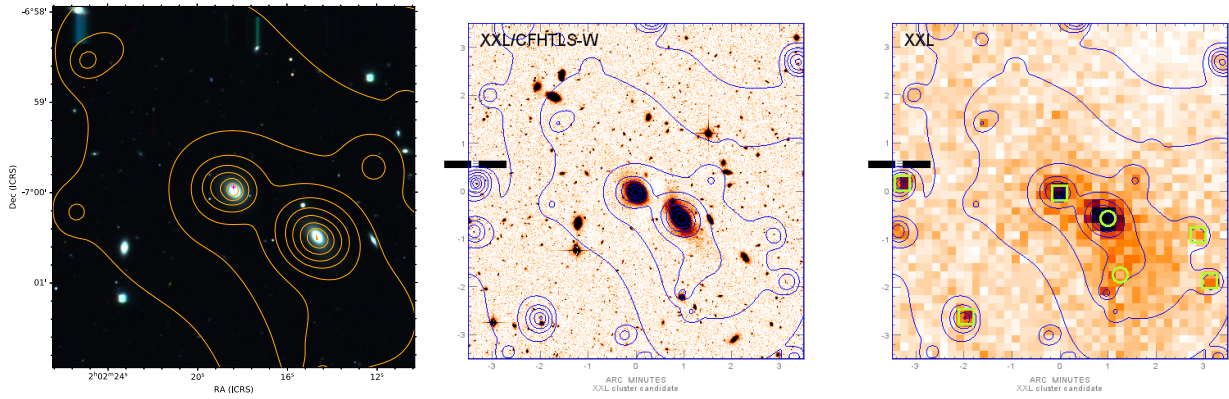 -6°58'
59'
-7°00'
01'
Dec (ICRS)
2ʰ02ᵐ24ˢ
20ˢ
16ˢ
12ˢ
RA (ICRS)
XXL/CFHTLS-W
3
2
1
0
-1
-2
-3
-3
-2
-1
0
1
2
3
ARC MINUTES
XXL cluster candidate
XXL
3
2
1
0
-1
-2
-3
-3
-2
-1
0
1
2
3
ARC MINUTES
XXL cluster candidate